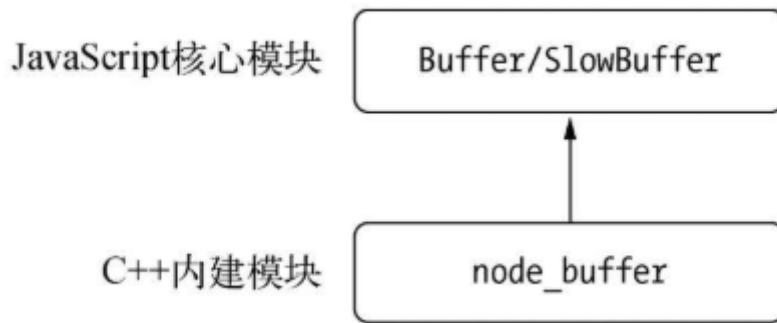 JavaScript核心模块
Buffer/SlowBuffer
C++内建模块
node_buffer